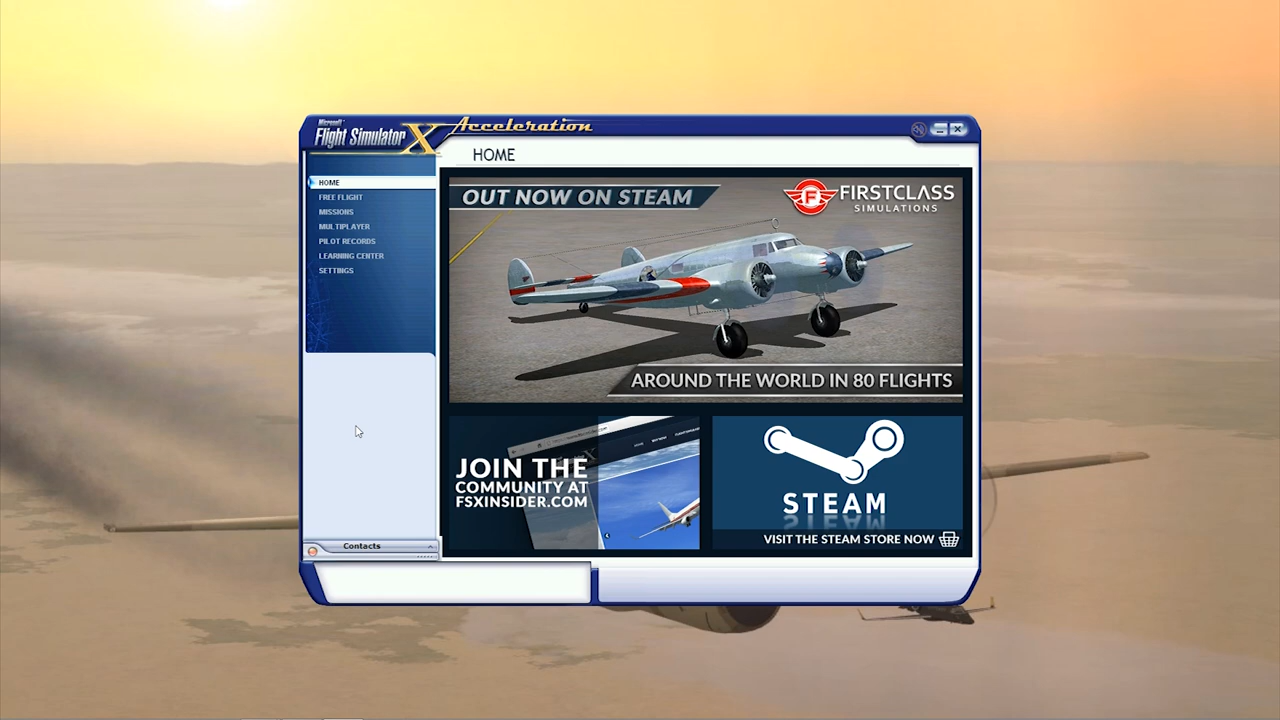 Microsoft
Flight Simulator X
Acceleration
HOME
HOME
FREE FLIGHT
MISSIONS
MULTIPLAYER
PILOT RECORDS
LEARNING CENTER
SETTINGS
OUT NOW ON STEAM
F
FIRSTCLASS
SIMULATIONS
AROUND THE WORLD IN 80 FLIGHTS
JOIN THE
COMMUNITY AT
FSXINSIDER.COM
STEAM
VISIT THE STEAM STORE NOW
Contacts